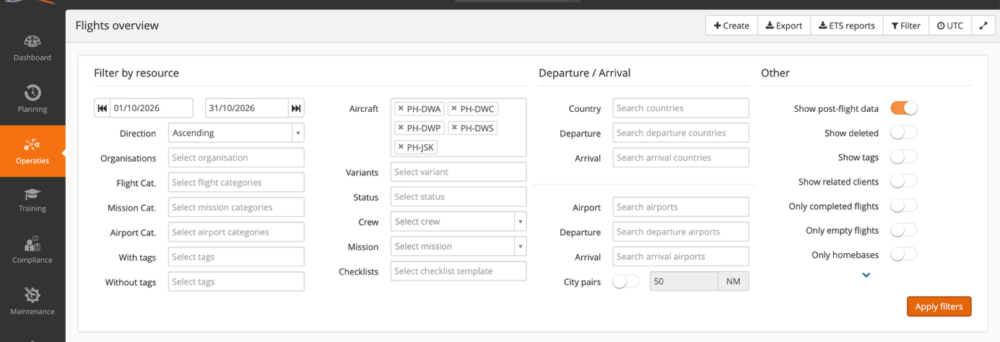 Flights overview
Create
Export
ETS reports
Filter
UTC
Dashboard
Planning
Operaties
Training
Compliance
Maintenance
Filter by resource
01/10/2026
31/10/2026
Direction
Ascending
Organisations
Select organisation
Flight Cat.
Select flight categories
Mission Cat.
Select mission categories
Airport Cat.
Select airport categories
With tags
Select tags
Without tags
Select tags
Aircraft
× PH-DWA × PH-DWC
× PH-DWP × PH-DWS
× PH-JSK
Variants
Select variant
Status
Select status
Crew
Select crew
Mission
Select mission
Checklists
Select checklist template
Departure / Arrival
Country
Search countries
Departure
Search departure countries
Arrival
Search arrival countries
Airport
Search airports
Departure
Search departure airports
Arrival
Search arrival airports
City pairs
50 NM
Other
Show post-flight data
Show deleted
Show tags
Show related clients
Only completed flights
Only empty flights
Only homebases
Apply filters